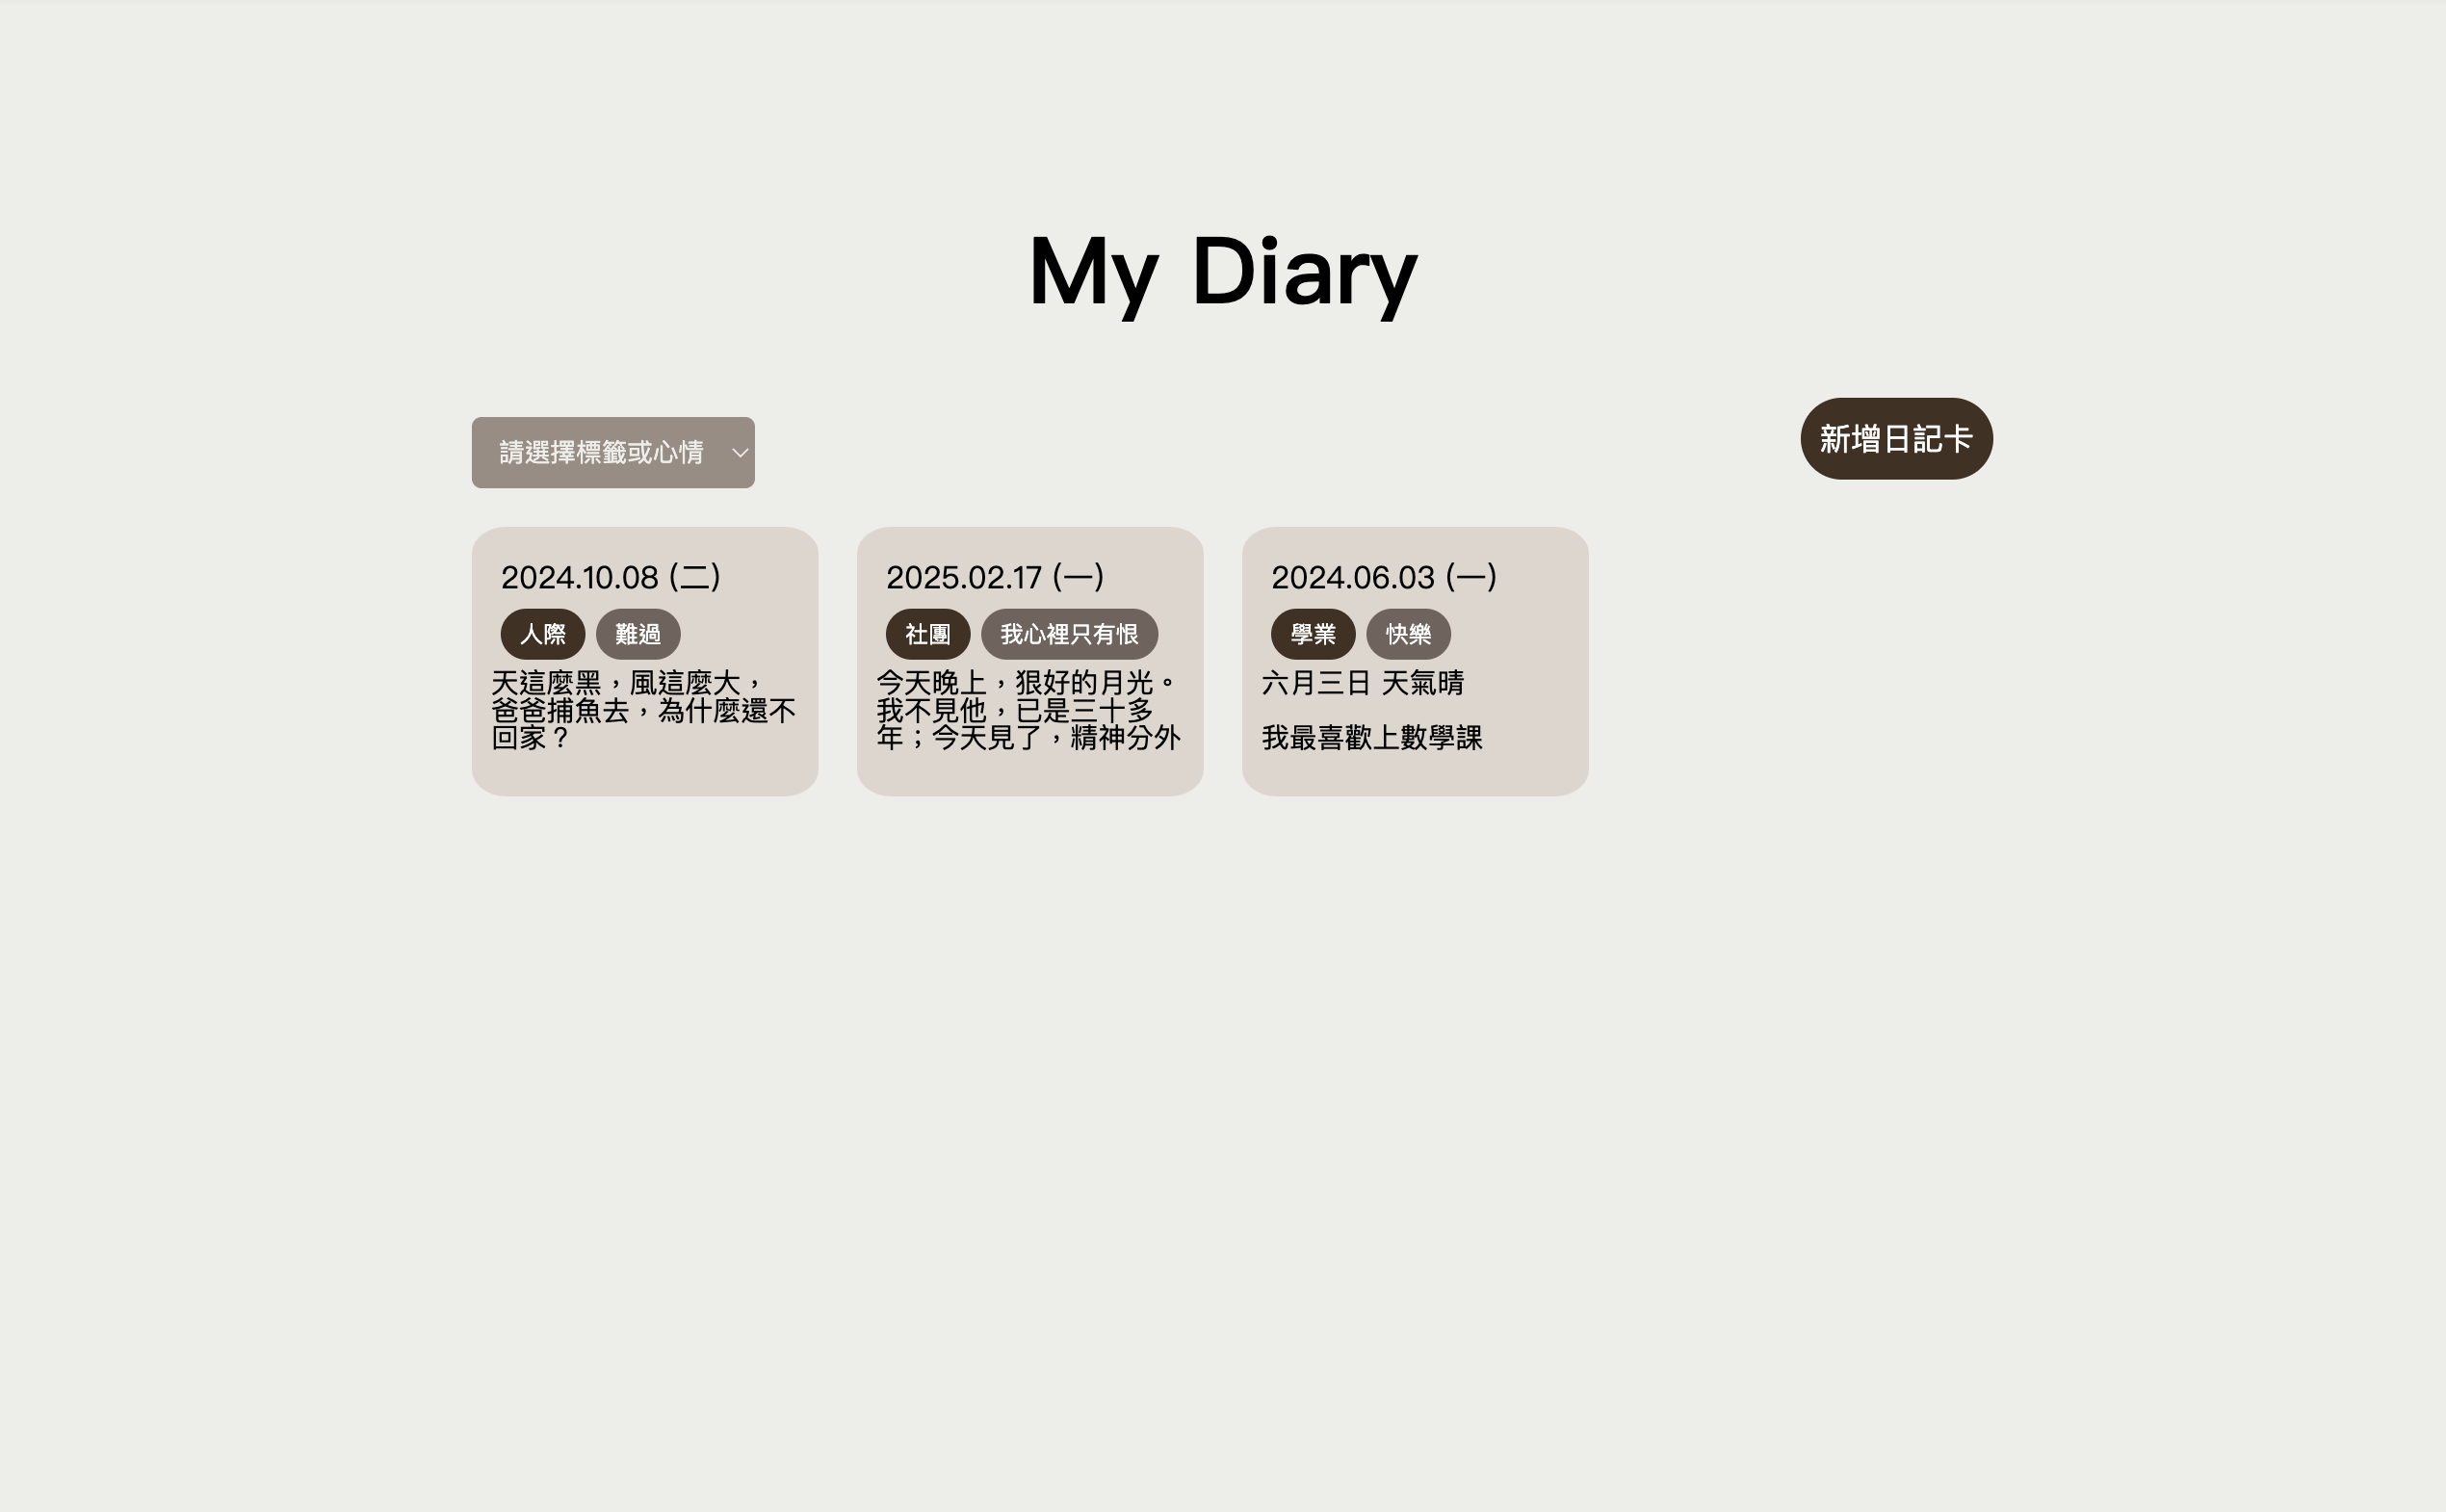 My Diary
請選擇標籤或心情
新增日記卡
2024.10.08 (二)
人際
難過
天這麼黑，風這麼大，
爸爸捕魚去，為什麼還不
回家？
2025.02.17 (一)
社團
我心裡只有恨
今天晚上，狠好的月光。
我不見他，已是三十多
年；今天見了，精神分外
2024.06.03 (一)
學業
快樂
六月三日 天氣晴
我最喜歡上數學課